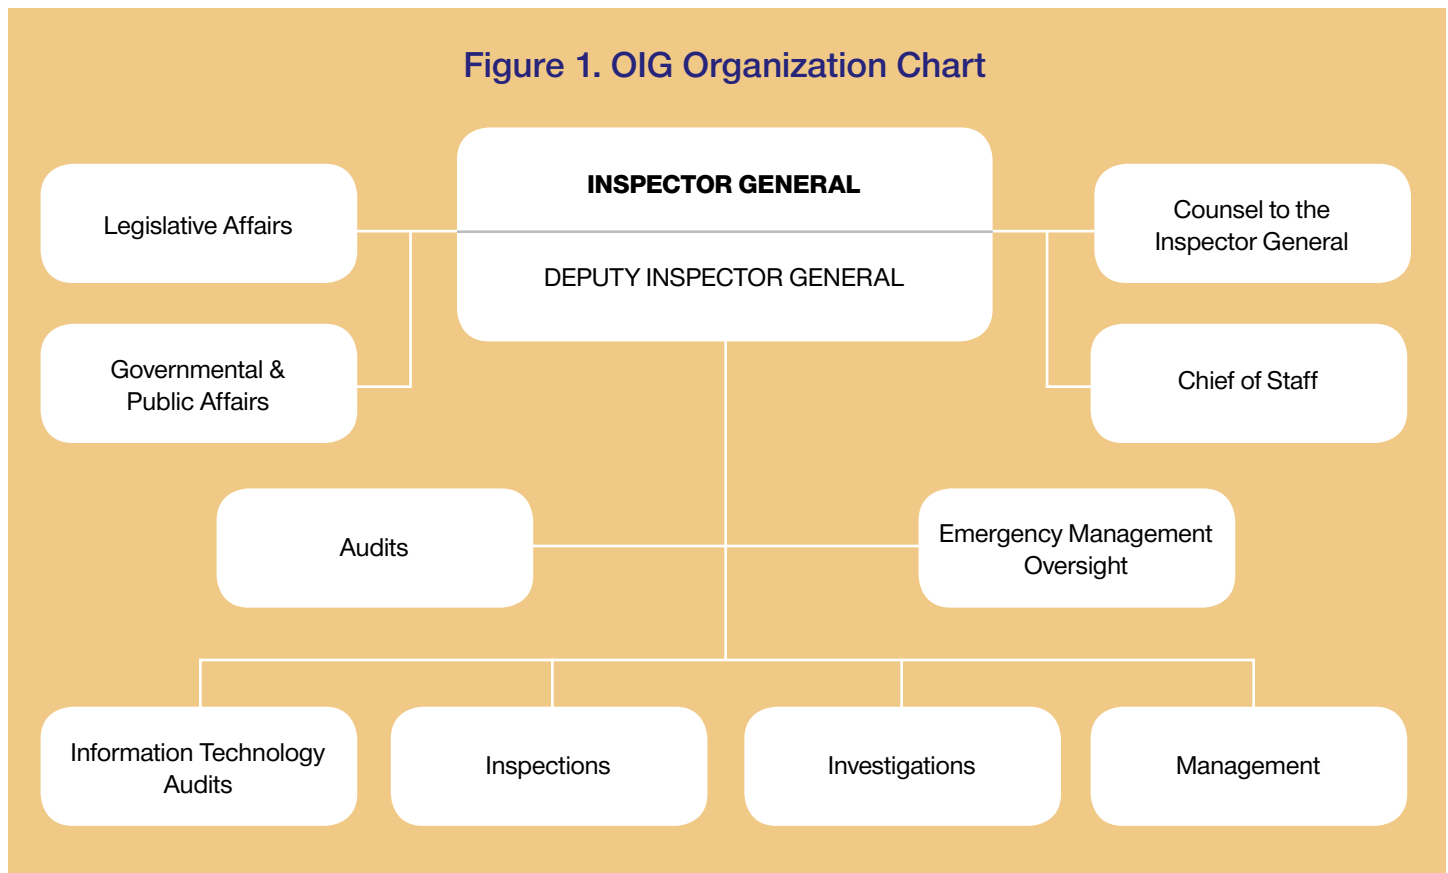 Figure 1. OIG Organization Chart
INSPECTOR GENERAL
DEPUTY INSPECTOR GENERAL
Legislative Affairs
Governmental &
Public Affairs
Counsel to the
Inspector General
Chief of Staff
Audits
Emergency Management
Oversight
Information Technology
Audits
Inspections
Investigations
Management